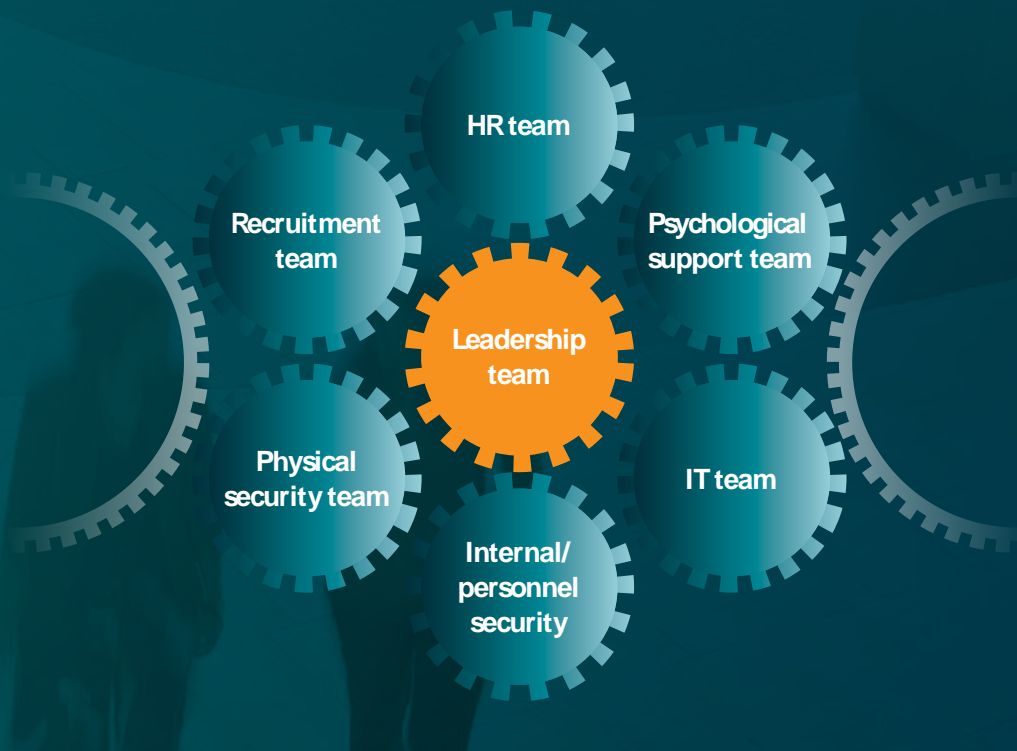 HR team
Recruitment
team
Psychological
support team
Leadership
team
Physical
security team
IT team
Internal/
personnel
security